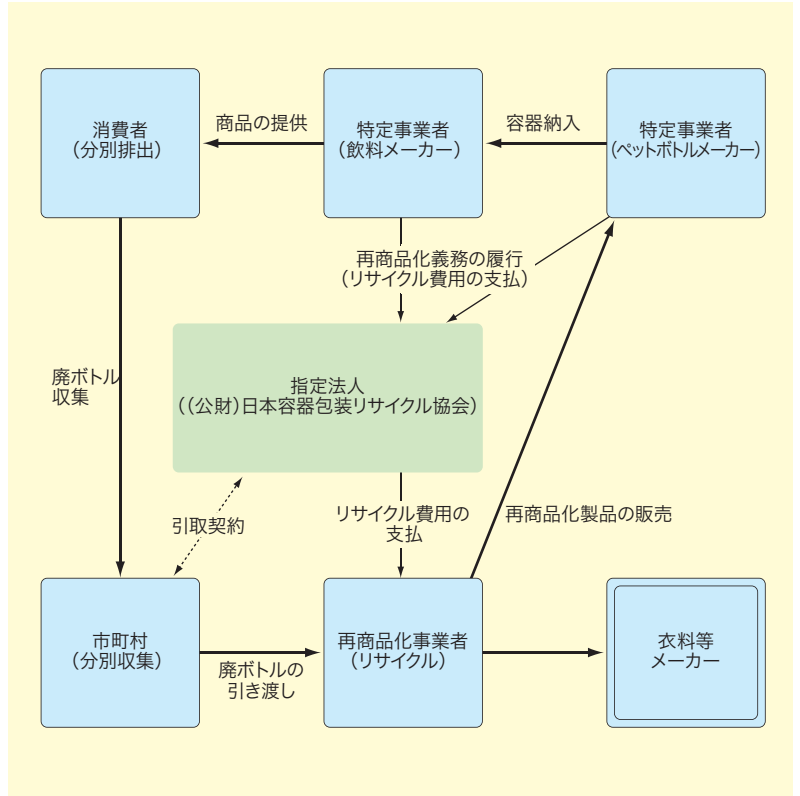 消費者
(分別排出)
商品の提供
特定事業者
(飲料メーカー)
容器納入
特定事業者
(ペットボトルメーカー)
再商品化義務の履行
(リサイクル費用の支払)
廃ボトル
収集
指定法人
((公財)日本容器包装リサイクル協会)
引取契約
リサイクル費用の
支払
再商品化製品の販売
市町村
(分別収集)
廃ボトルの
引き渡し
再商品化事業者
(リサイクル)
衣料等
メーカー